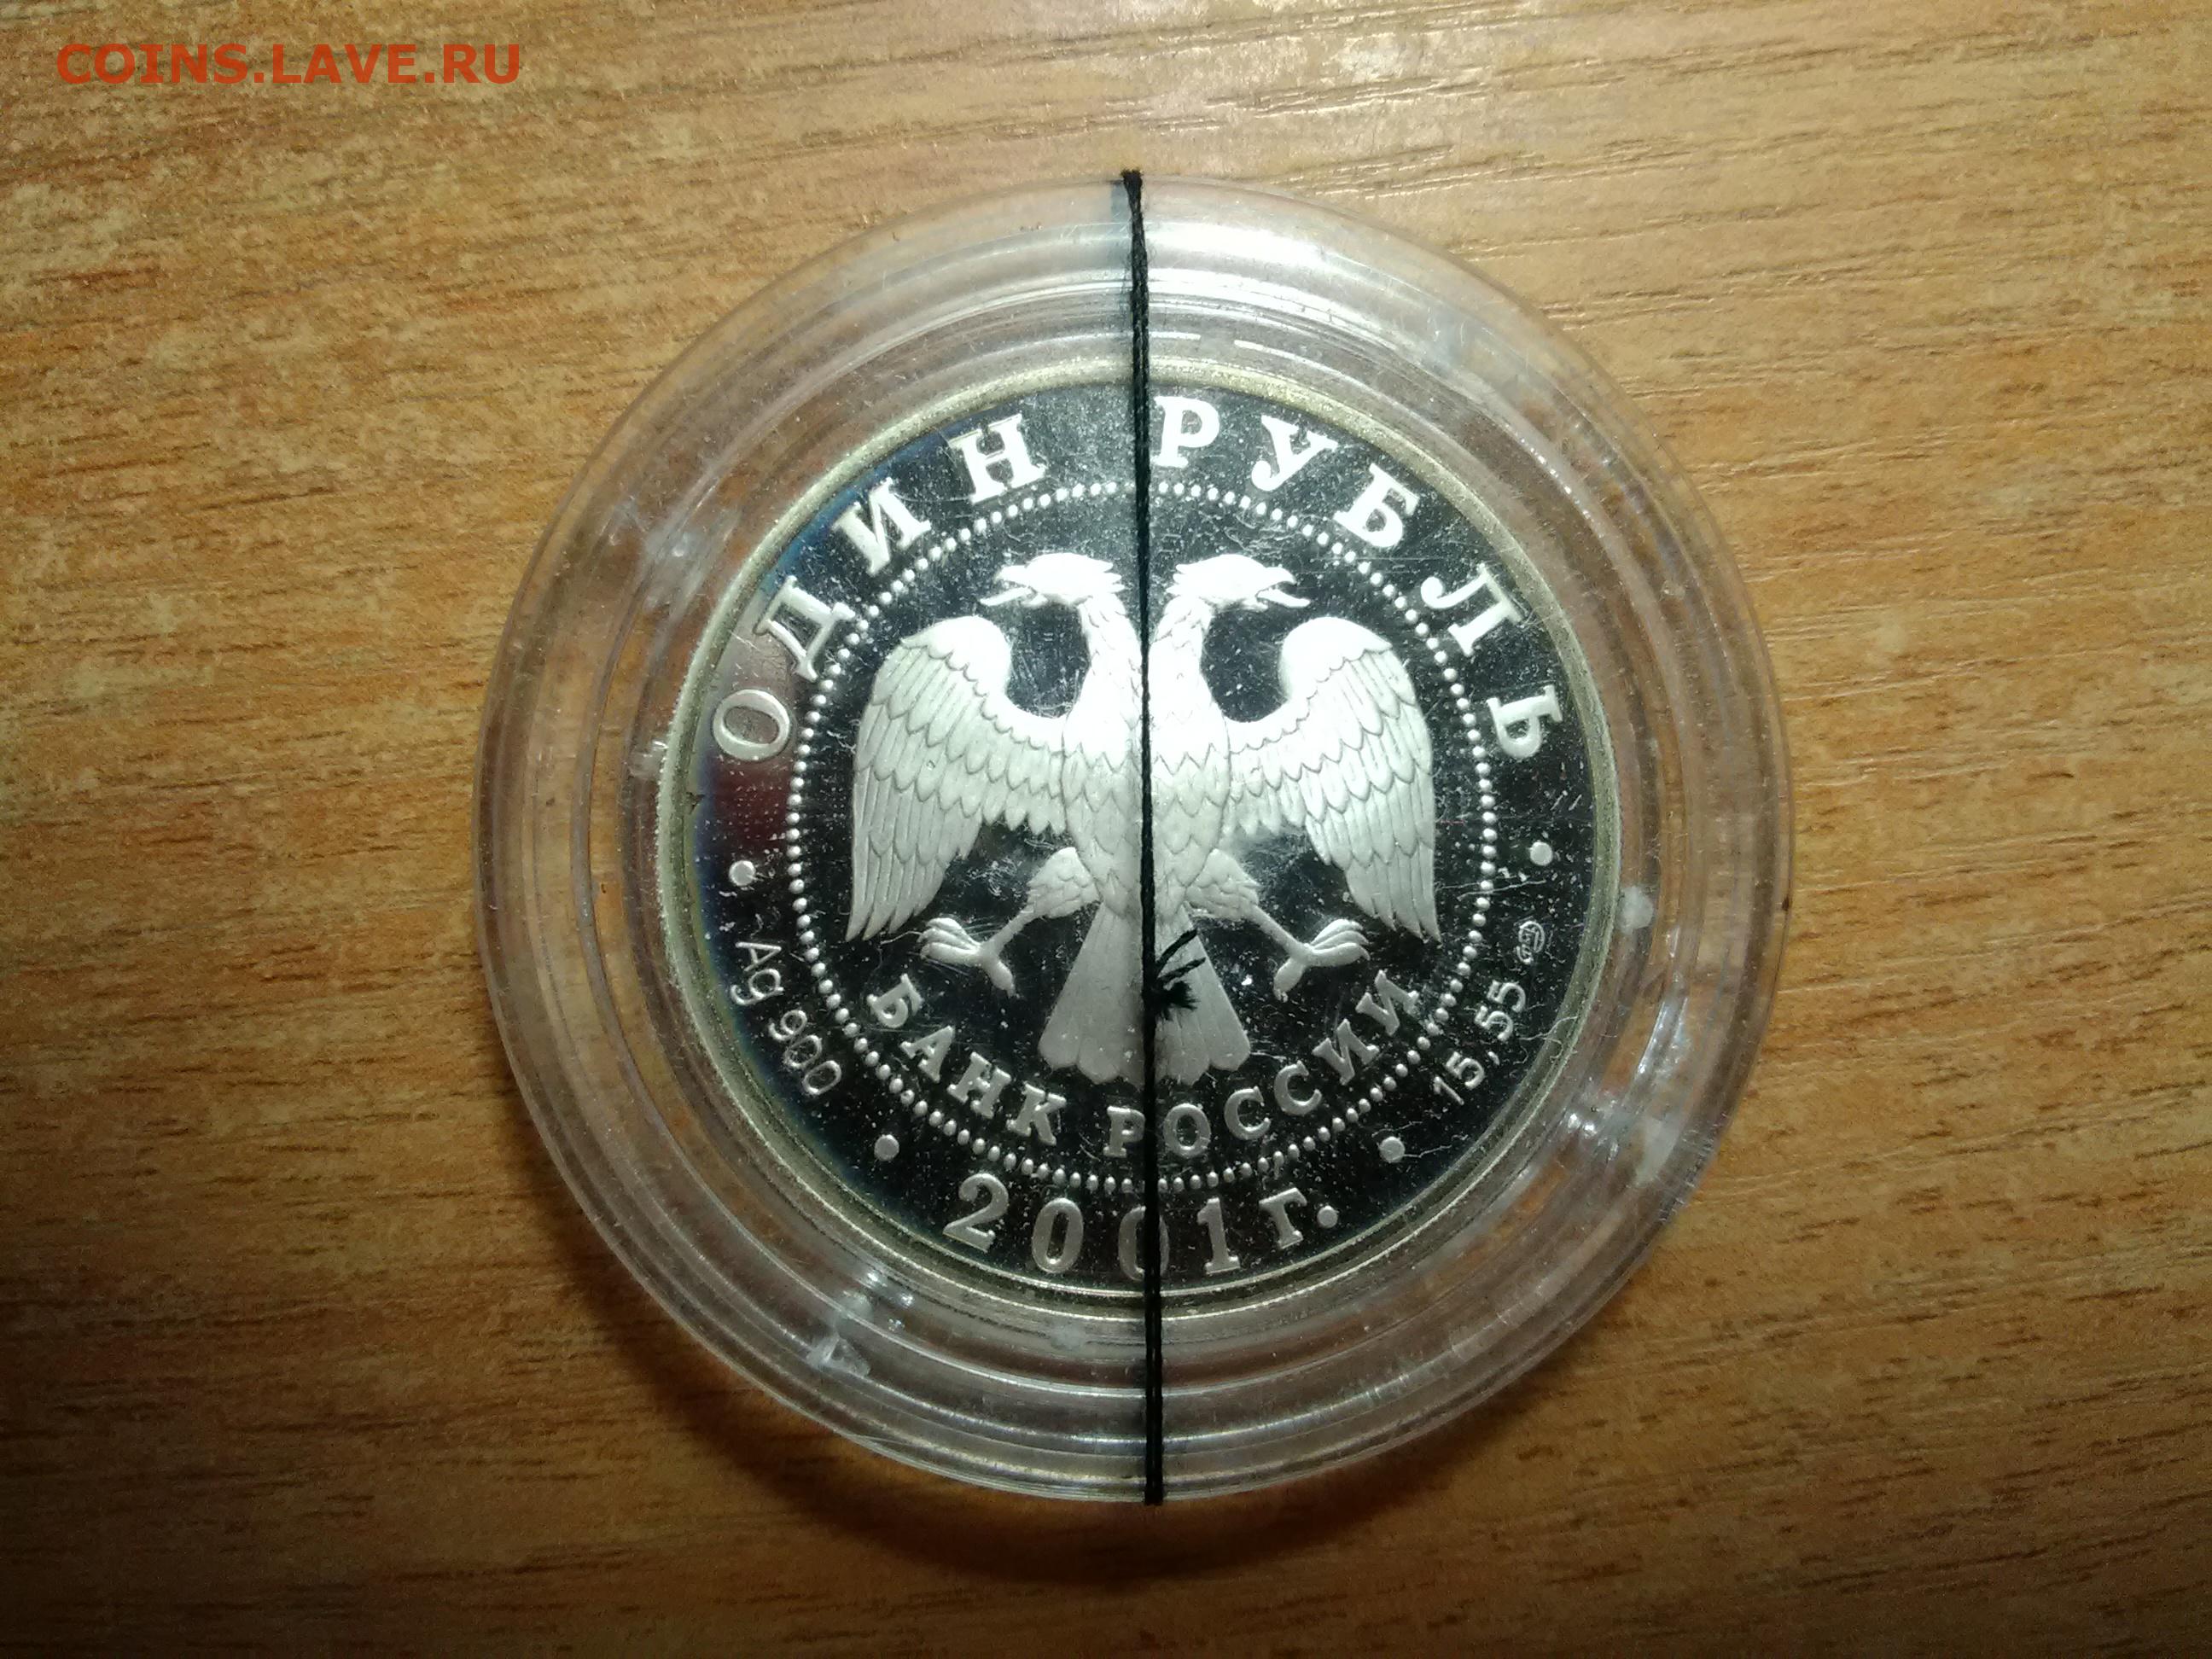 COINS.LAVE.RU
ОДИН РУБЛЬ
БАНК РОССИИ
Ag 900
2001 г.
15,55